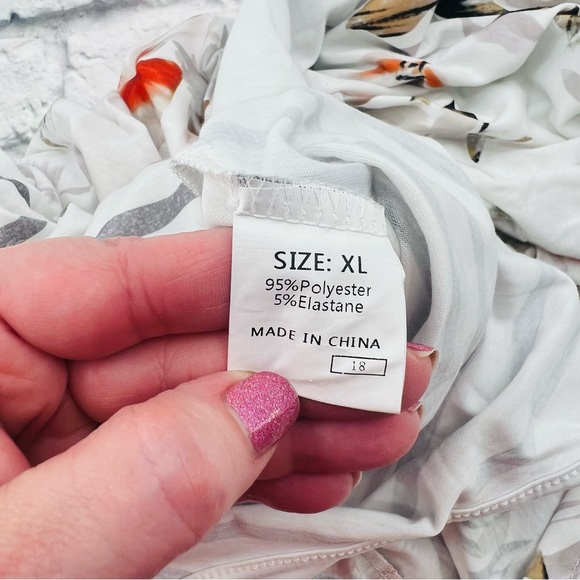 SIZE: XL
95%Polyester
5%Elastane
MADE IN CHINA
18